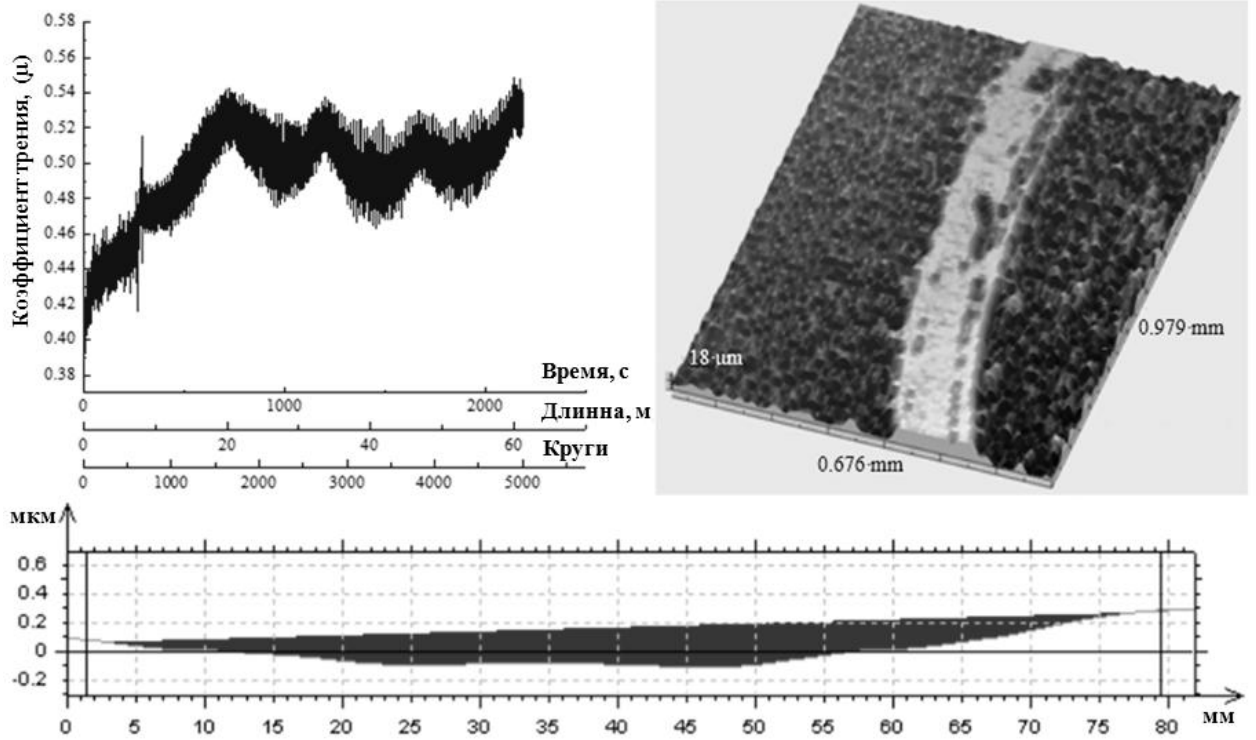 Коэффициент трения, (μ)
0.58
0.56
0.54
0.52
0.50
0.48
0.46
0.44
0.42
0.40
0.38
Время, с
0 1000 2000
Длинна, м
0 20 40 60
Круги
0 1000 2000 3000 4000 5000
18 um
0.979 mm
0.676 mm
мкм
0.6
0.4
0.2
0
-0.2
0 5 10 15 20 25 30 35 40 45 50 55 60 65 70 75 80
мм